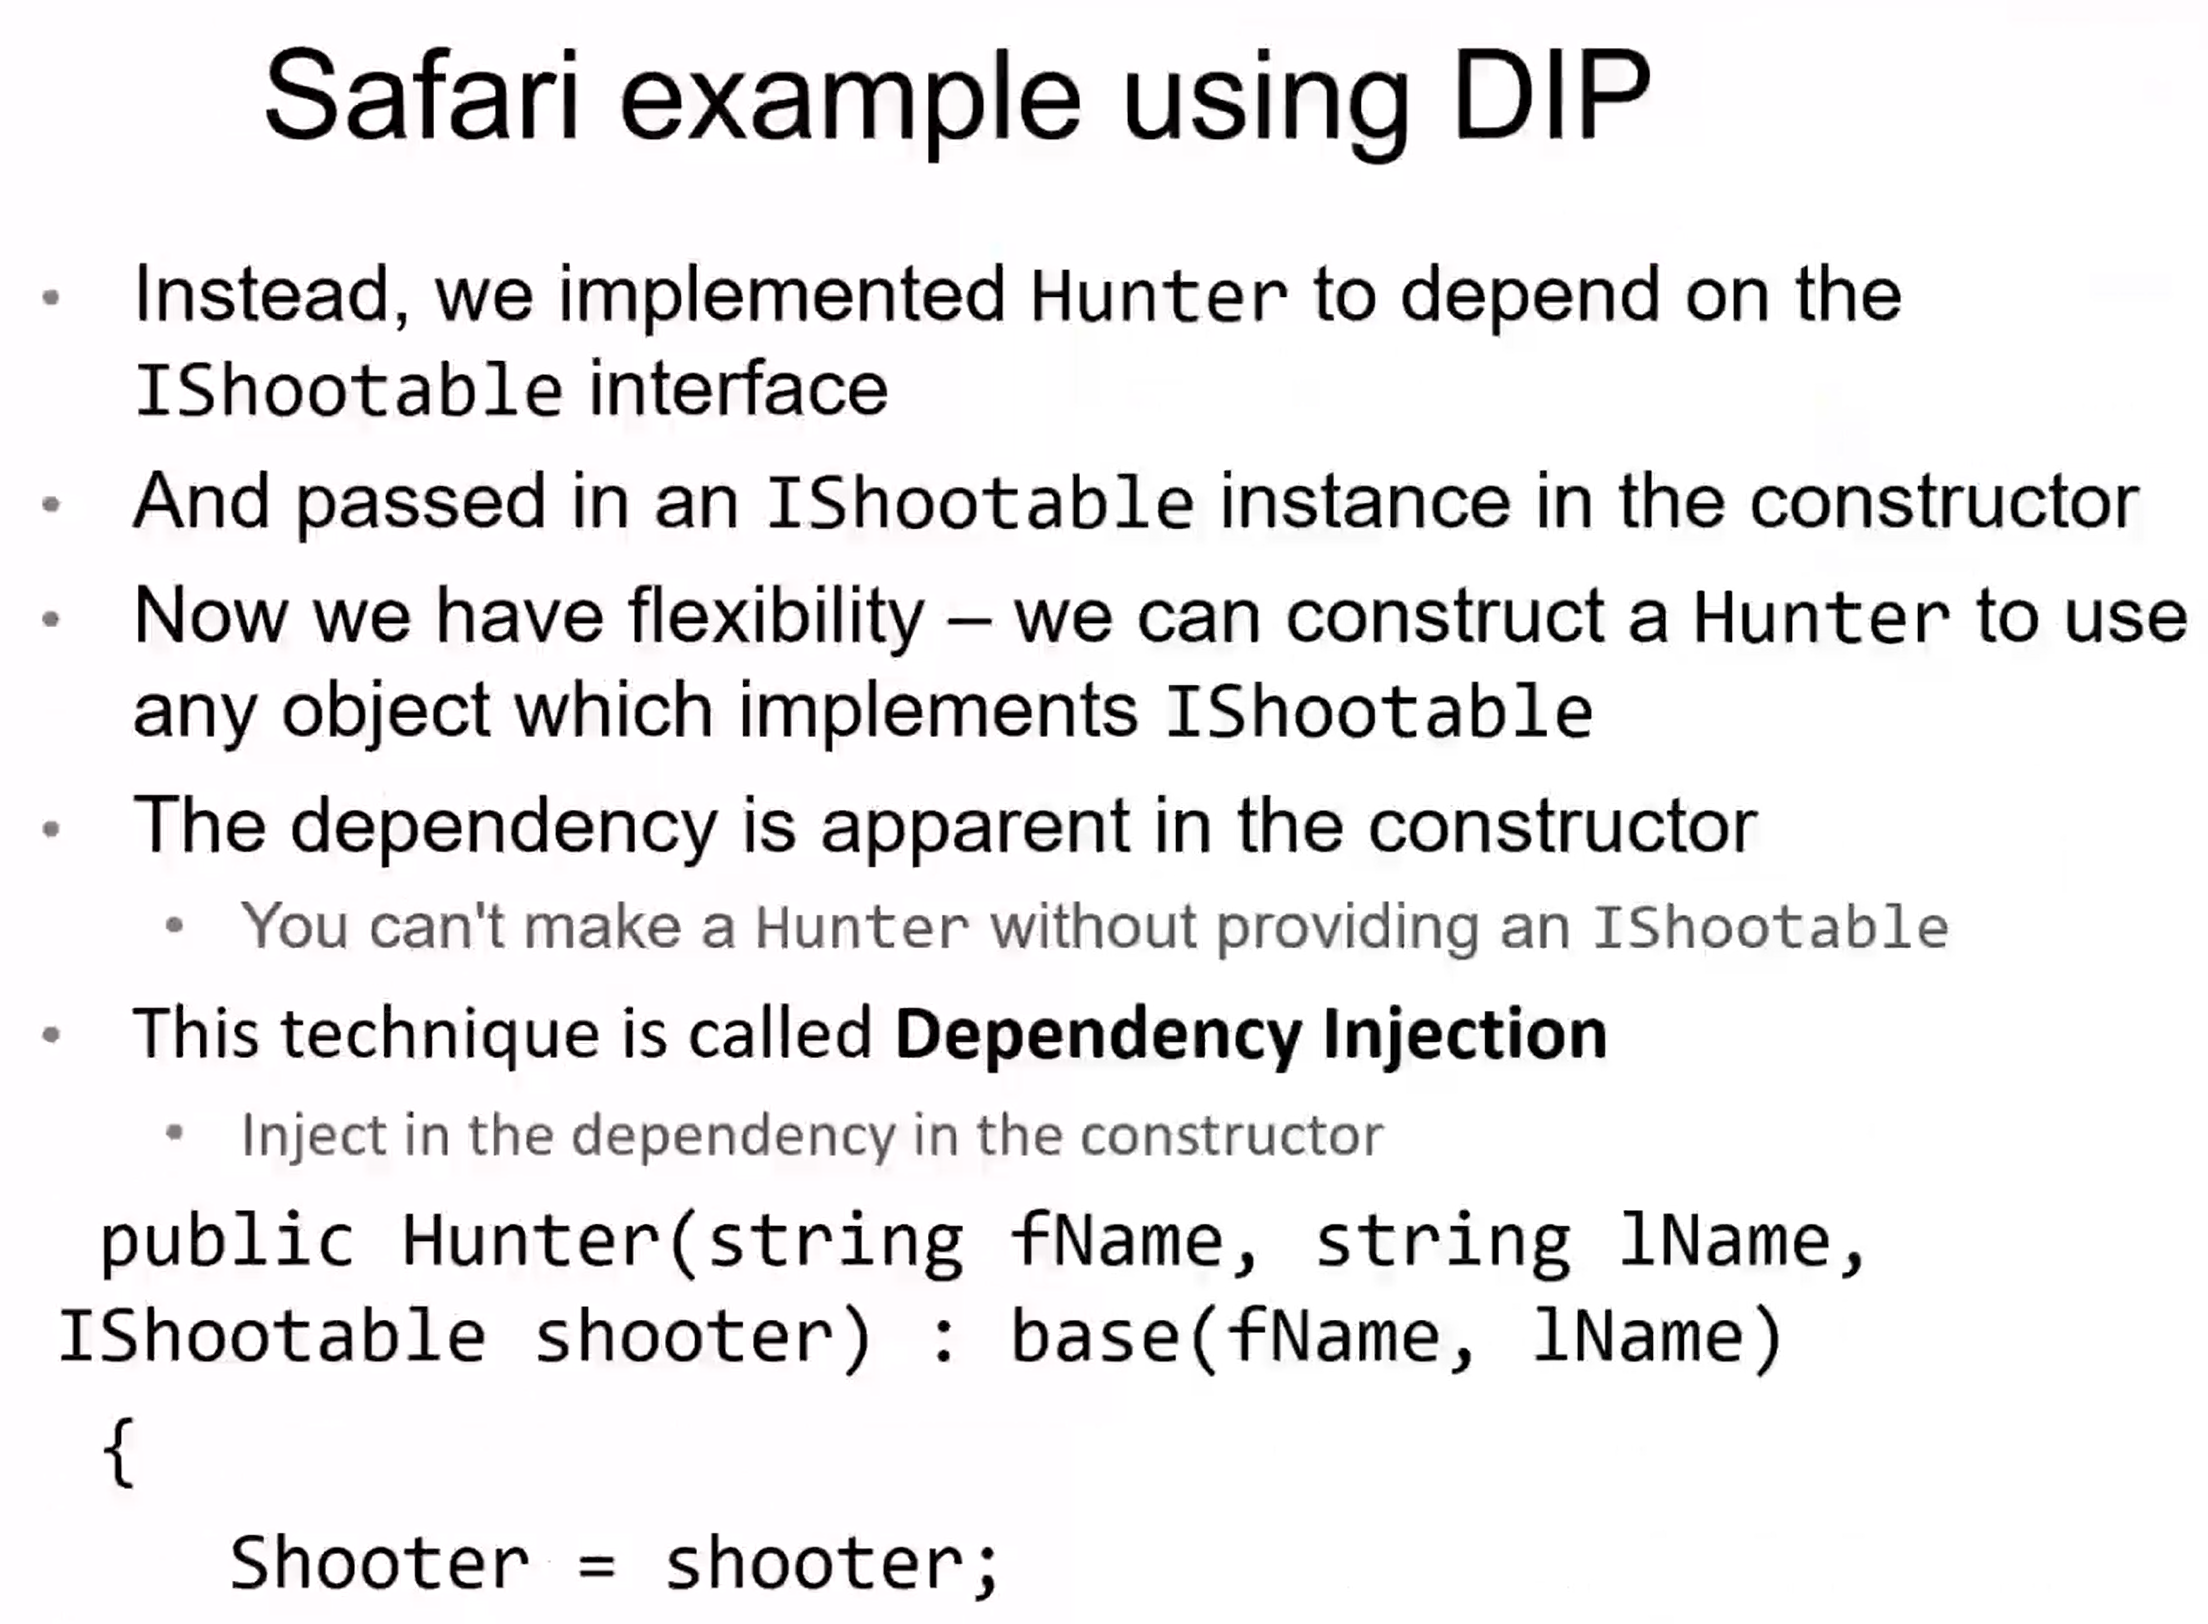 Safari example using DIP
• Instead, we implemented Hunter to depend on the
IShootable interface
• And passed in an IShootable instance in the constructor
• Now we have flexibility – we can construct a Hunter to use
any object which implements IShootable
• The dependency is apparent in the constructor
• You can't make a Hunter without providing an IShootable
• This technique is called Dependency Injection
• Inject in the dependency in the constructor
public Hunter(string fName, string lName,
IShootable shooter) : base(fName, lName)
{
Shooter = shooter;